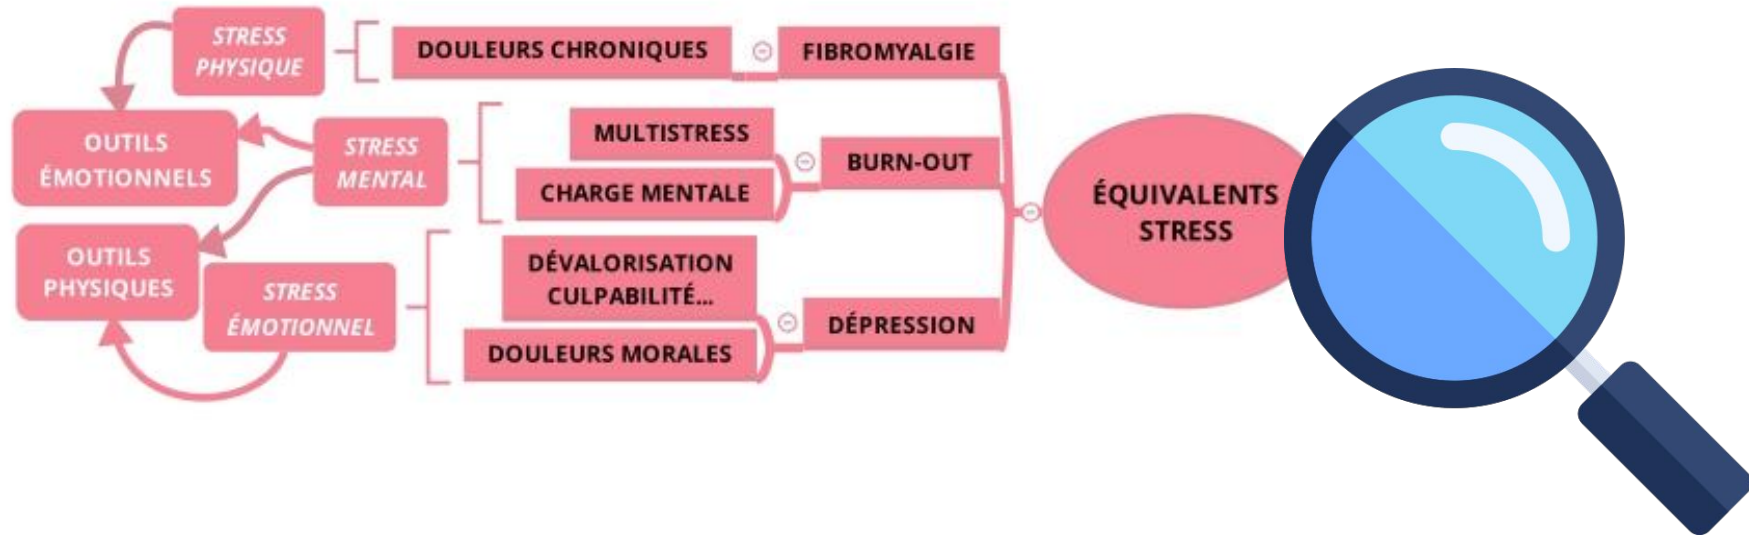 STRESS
PHYSIQUE
DOULEURS CHRONIQUES
FIBROMYALGIE
OUTILS
ÉMOTIONNELS
STRESS
MENTAL
MULTISTRESS
CHARGE MENTALE
BURN-OUT
ÉQUIVALENTS
STRESS
OUTILS
PHYSIQUES
STRESS
ÉMOTIONNEL
DÉVALORISATION
CULPABILITÉ...
DOULEURS MORALES
DÉPRESSION